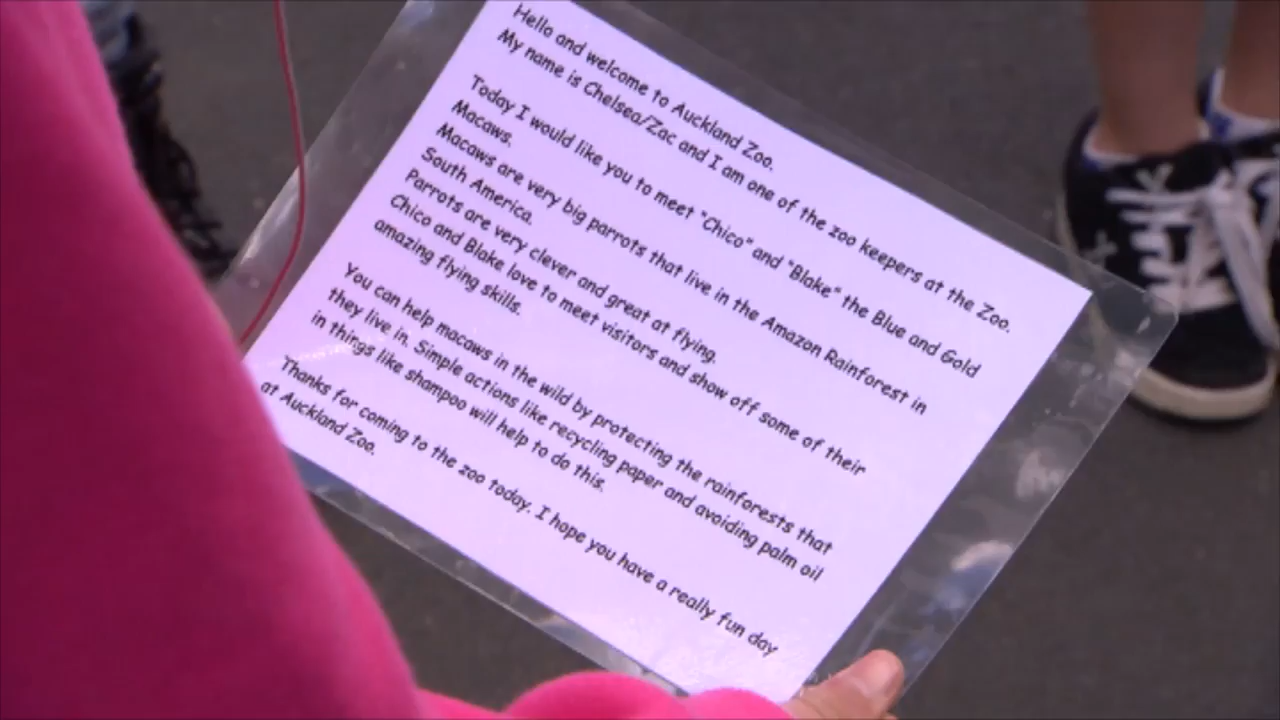 Hello and welcome to Auckland Zoo.
My name is Chelsea/Zac and I am one of the zoo keepers at the Zoo.
Today I would like you to meet "Chico" and "Blake" the Blue and Gold
Macaws.
Macaws are very big parrots that live in the Amazon Rainforest in
South America.
Parrots are very clever and great at flying.
Chico and Blake love to meet visitors and show off some of their
amazing flying skills.
You can help macaws in the wild by protecting the rainforests that
they live in. Simple actions like recycling paper and avoiding palm oil
in things like shampoo will help to do this.
Thanks for coming to the zoo today. I hope you have a really fun day
at Auckland Zoo.